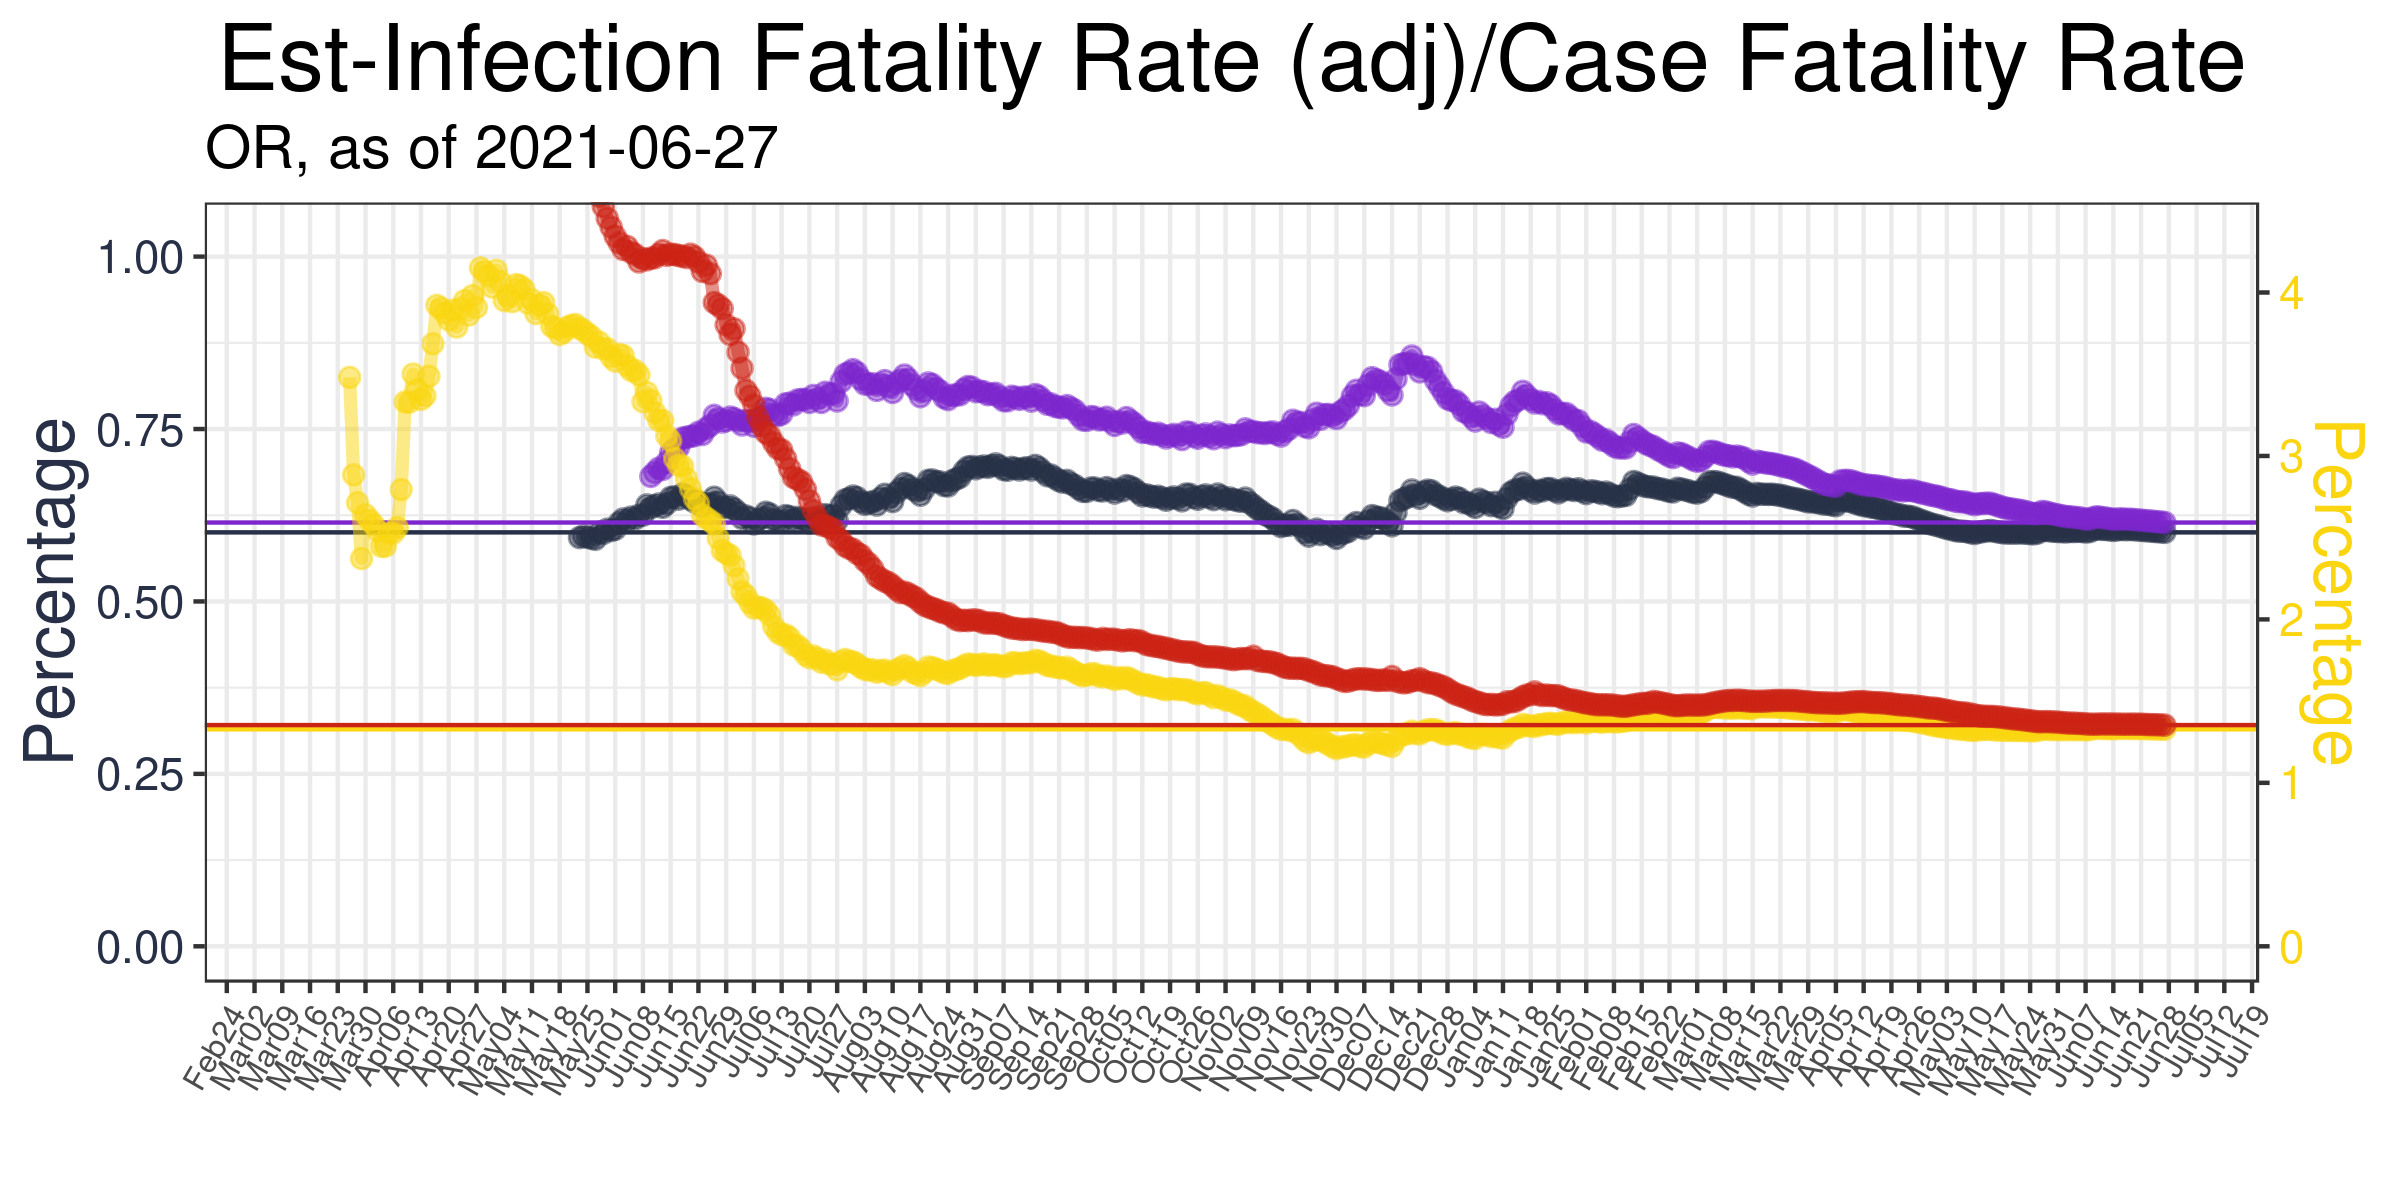 Est-Infection Fatality Rate (adj)/Case Fatality Rate
OR, as of 2021-06-27
Percentage
1.00
0.75
0.50
0.25
0.00
4
3
2
1
0
Percentage
Feb24
Mar02
Mar09
Mar16
Mar23
Mar30
Apr06
Apr13
Apr20
Apr27
May04
May11
May18
May25
Jun01
Jun08
Jun15
Jun22
Jun29
Jul06
Jul13
Jul20
Jul27
Aug03
Aug10
Aug17
Aug24
Aug31
Sep07
Sep14
Sep21
Sep28
Oct05
Oct12
Oct19
Oct26
Nov02
Nov09
Nov16
Nov23
Nov30
Dec07
Dec14
Dec21
Dec28
Jan04
Jan11
Jan18
Jan25
Feb01
Feb08
Feb15
Feb22
Mar01
Mar08
Mar15
Mar22
Mar29
Apr05
Apr12
Apr19
Apr26
May03
May10
May17
May24
May31
Jun07
Jun14
Jun21
Jun28
Jul05
Jul12
Jul19